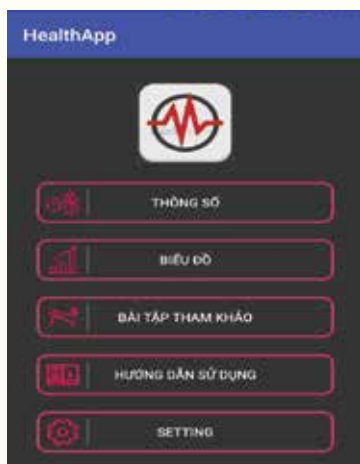 HealthApp
THÔNG SỐ
BIỂU ĐỒ
BÀI TẬP THAM KHẢO
HƯỚNG DẪN SỬ DỤNG
SETTING